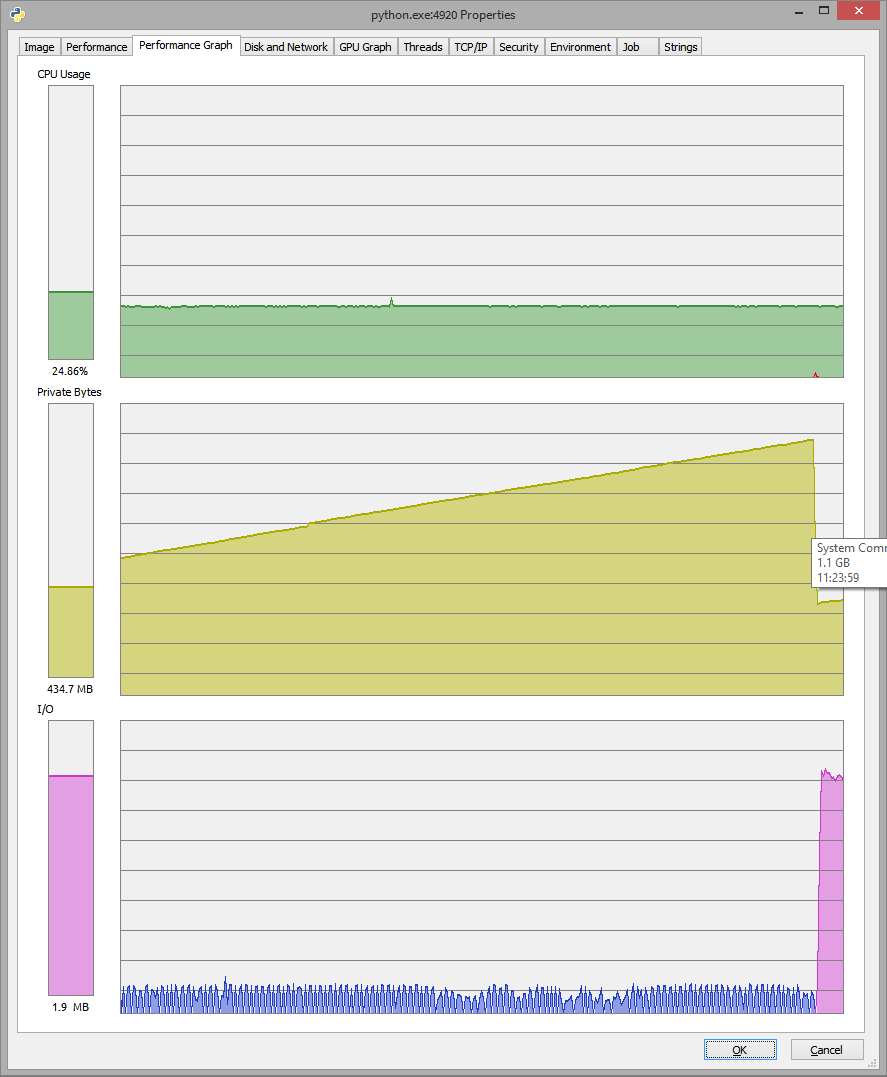 python.exe:4920 Properties
Image Performance Performance Graph Disk and Network GPU Graph Threads TCP/IP Security Environment Job Strings
CPU Usage
24.86%
Private Bytes
System Comm
1.1 GB
11:23:59
434.7 MB
I/O
1.9 MB
OK Cancel